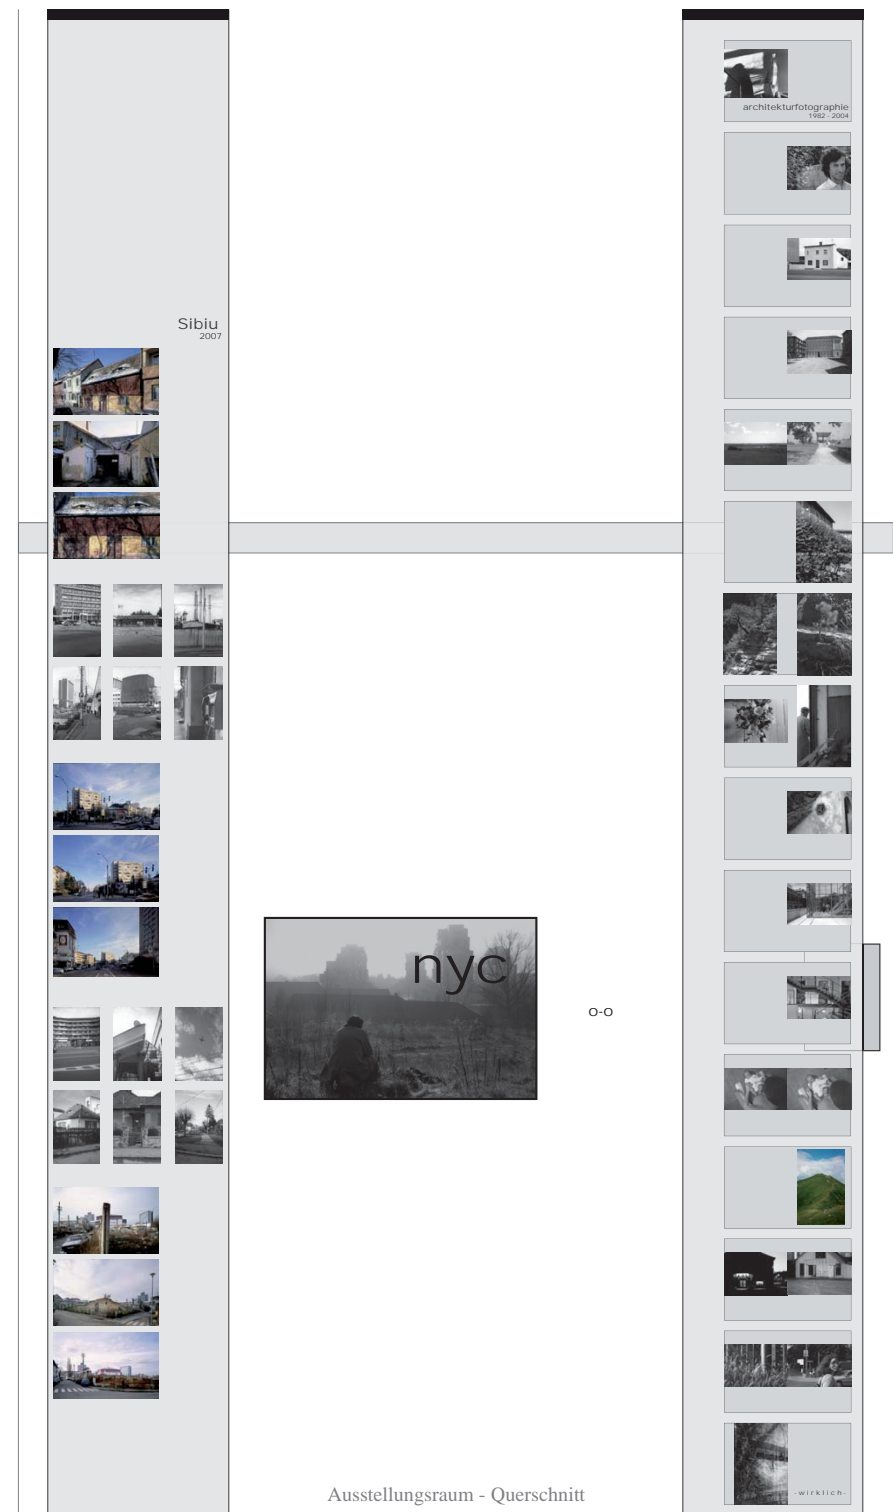 architekturfotographie
1982 - 2004
Sibiu
2007
nyc
o-o
-wirklich-
Ausstellungsraum - Querschnitt